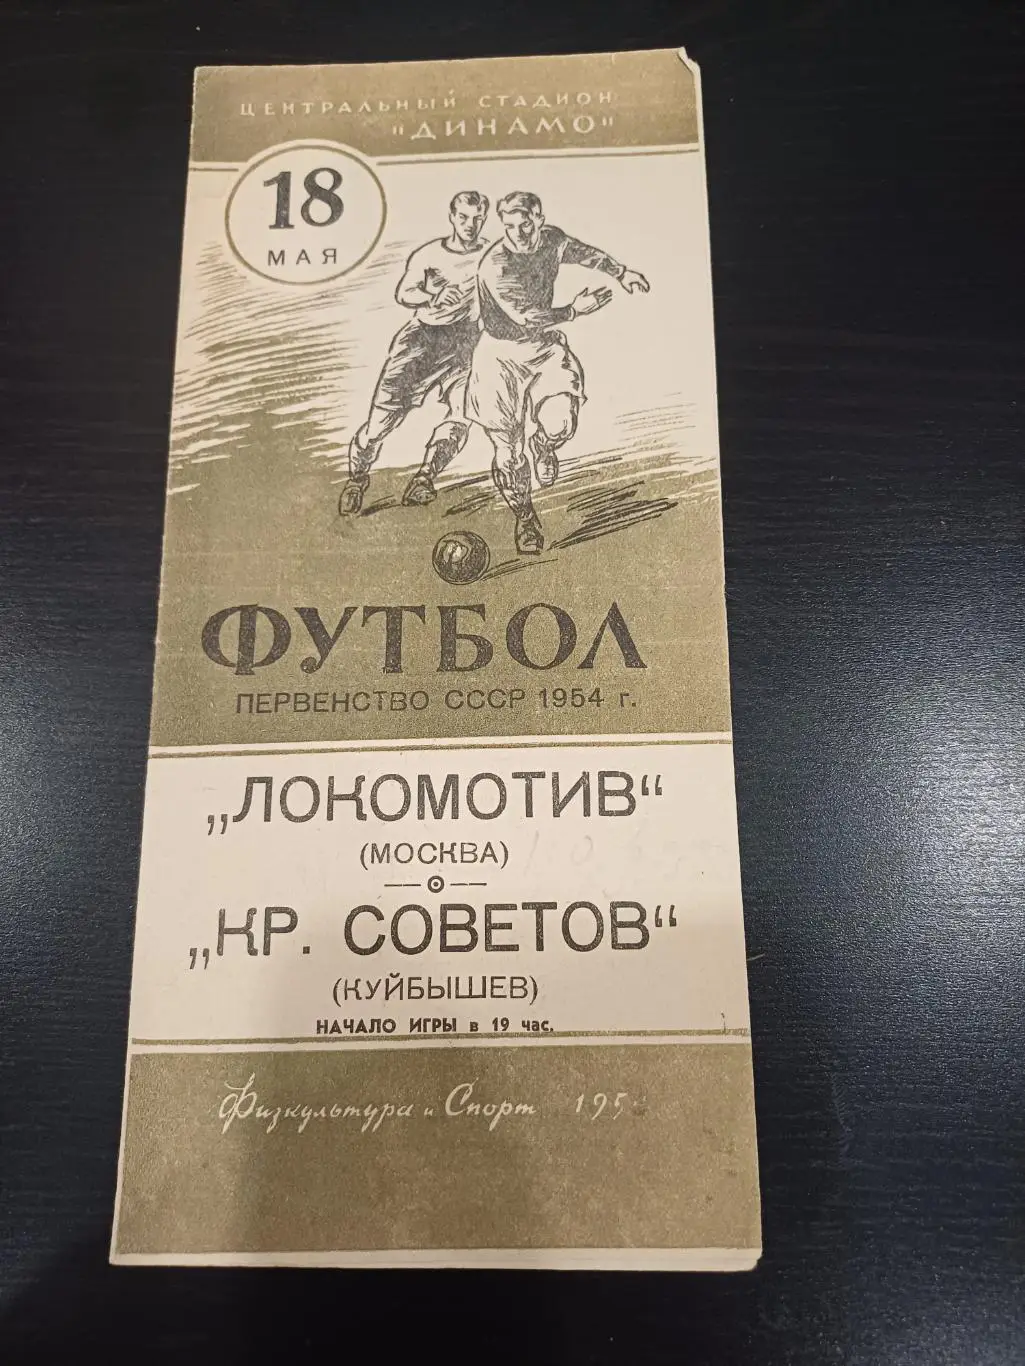 ЦЕНТРАЛЬНЫЙ СТАДИОН
"ДИНАМО"
18
МАЯ
ФУТБОЛ
ПЕРВЕНСТВО СССР 1954 г.
„ЛОКОМОТИВ“
(МОСКВА)
„КР. СОВЕТОВ“
(КУЙБЫШЕВ)
НАЧАЛО ИГРЫ в 19 час.
Физкультура и Спорт 195